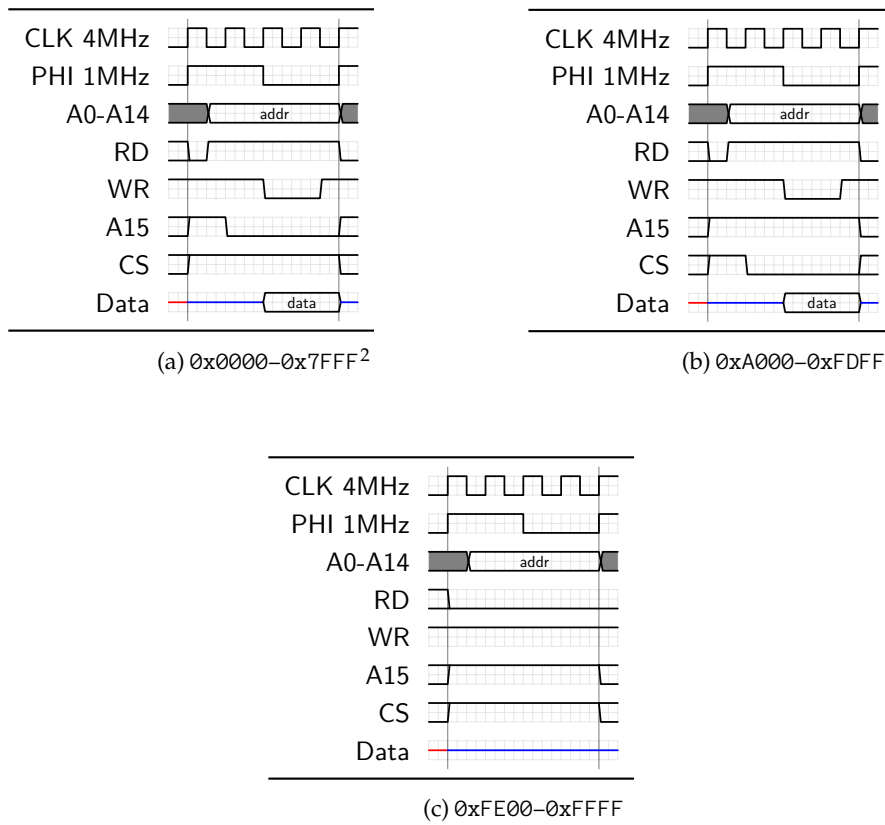 CLK 4MHz
PHI 1MHz
A0-A14 addr
RD
WR
A15
CS
Data data
(a) 0x0000–0x7FFF²
CLK 4MHz
PHI 1MHz
A0-A14 addr
RD
WR
A15
CS
Data data
(b) 0xA000–0xFDFF
CLK 4MHz
PHI 1MHz
A0-A14 addr
RD
WR
A15
CS
Data
(c) 0xFE00–0xFFFF